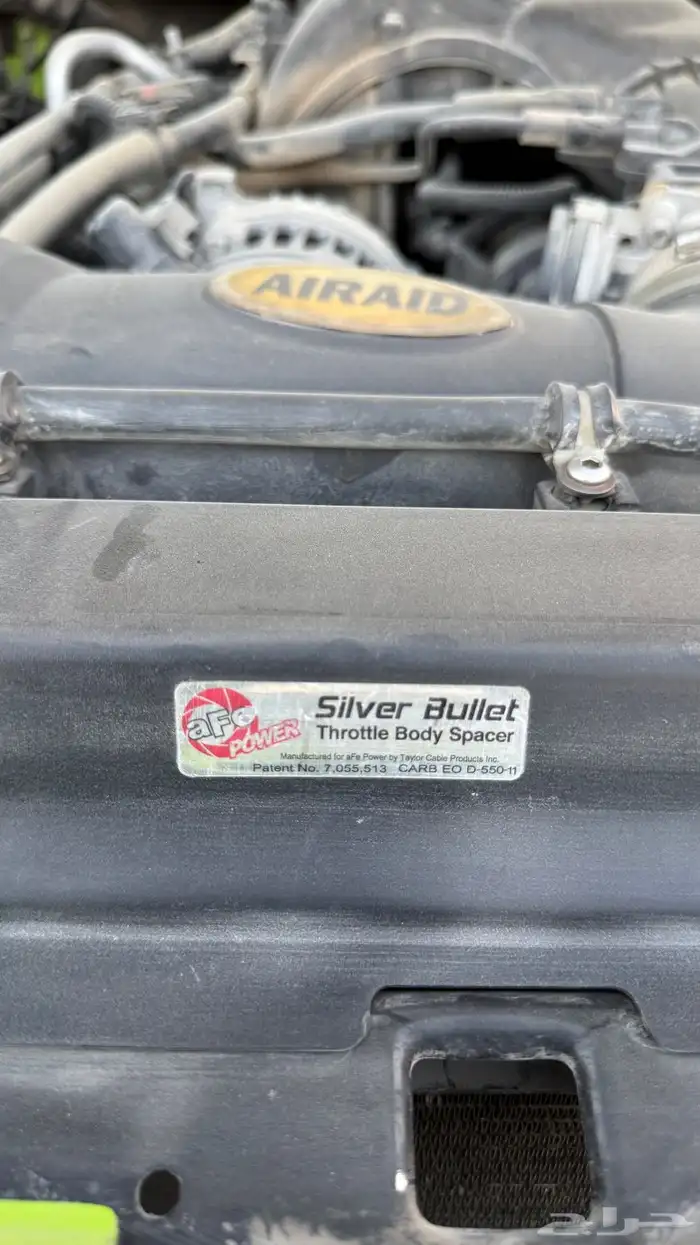 AIRAID
aFe POWER
Silver Bullet
Throttle Body Spacer
Manufactured for aFe Power by Taylor Cable Products Inc.
Patent No. 7,055,513 CARB EO D-550-11
حراج